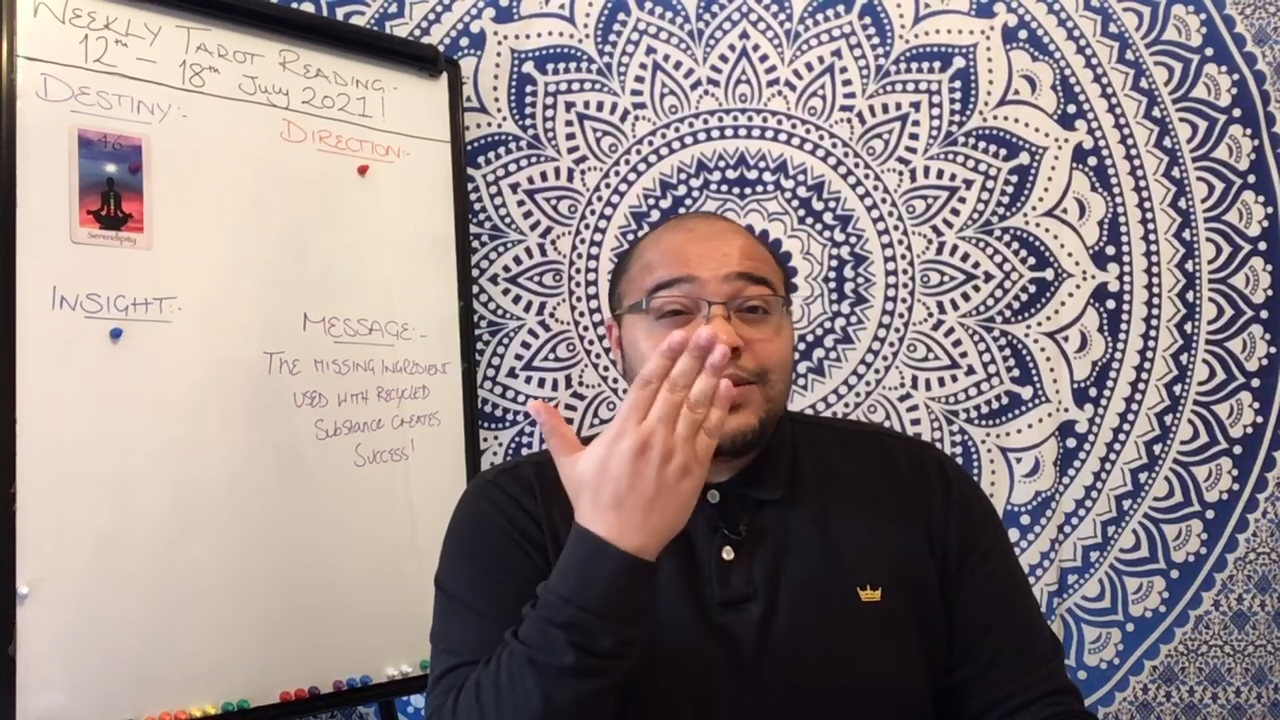 WEEKLY TAROT READING:-
12th - 18th July 2021!
DESTINY:-
46
Serendipity
DIRECTION:-
INSIGHT:-
MESSAGE:-
THE MISSING INGREDIENT
USED WITH RECYCLED
Substance CREATES
SUCCESS!